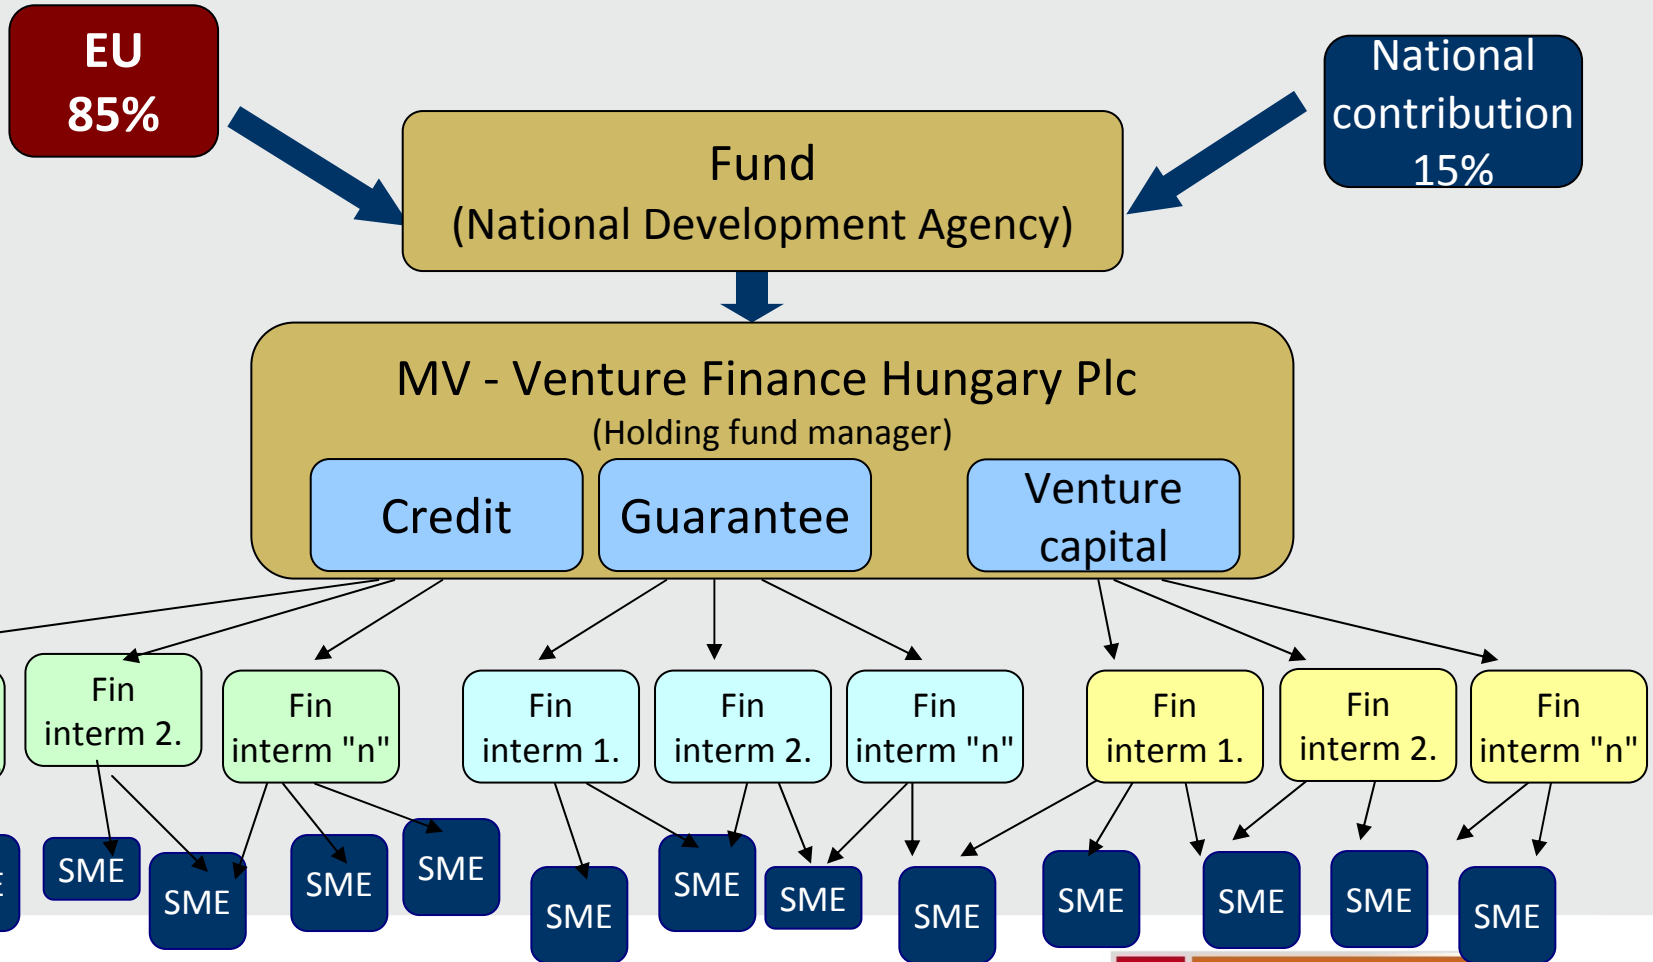 EU
85%
National
contribution
15%
Fund
(National Development Agency)
MV - Venture Finance Hungary Plc
(Holding fund manager)
Credit
Guarantee
Venture
capital
Fin
interm 2.
Fin
interm "n"
Fin
interm 1.
Fin
interm 2.
Fin
interm "n"
Fin
interm 1.
Fin
interm 2.
Fin
interm "n"
SME
SME
SME
SME
SME
SME
SME
SME
SME
SME
SME
SME